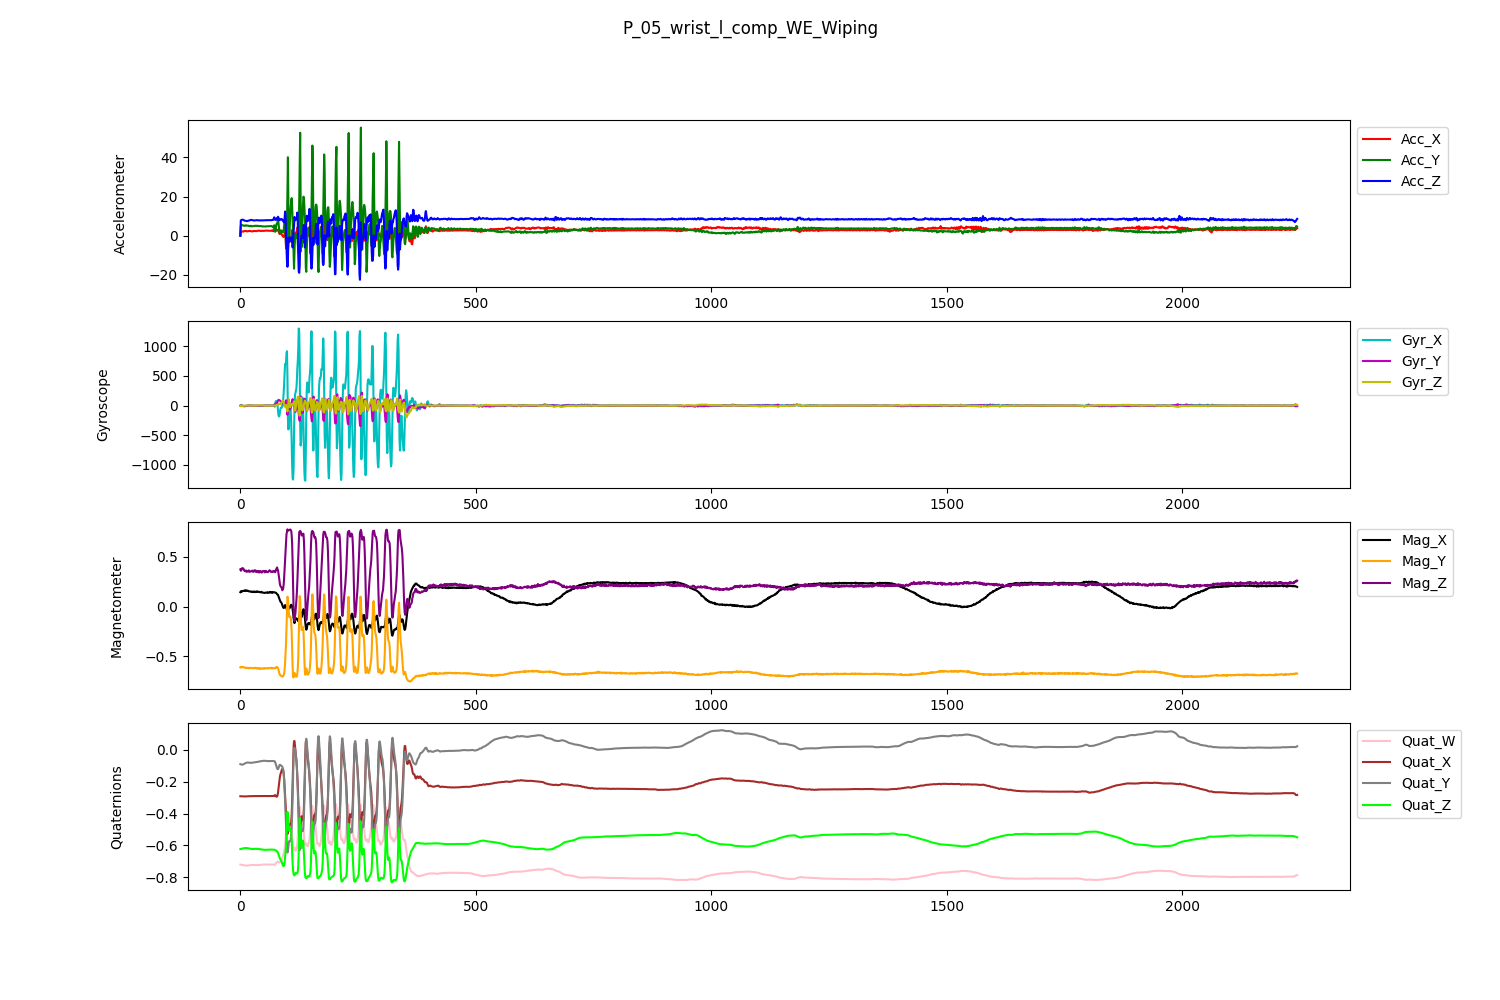 P_05_wrist_l_comp_WE_Wiping
Accelerometer
40
20
0
−20
0 500 1000 1500 2000
Acc_X
Acc_Y
Acc_Z
Gyroscope
1000
500
0
−500
−1000
0 500 1000 1500 2000
Gyr_X
Gyr_Y
Gyr_Z
Magnetometer
0.5
0.0
−0.5
0 500 1000 1500 2000
Mag_X
Mag_Y
Mag_Z
Quaternions
0.0
−0.2
−0.4
−0.6
−0.8
0 500 1000 1500 2000
Quat_W
Quat_X
Quat_Y
Quat_Z